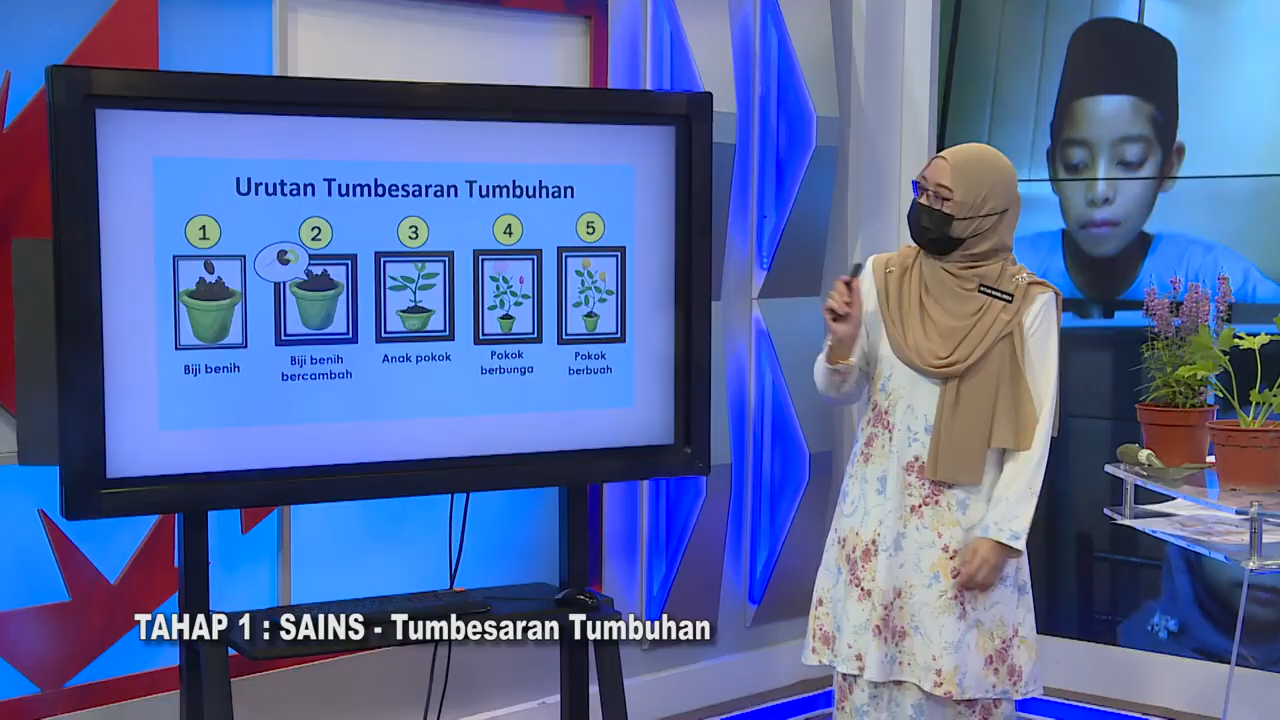 Urutan Tumbesaran Tumbuhan
1 2 3 4 5
Biji benih
Biji benih
bercambah
Anak pokok
Pokok
berbunga
Pokok
berbuah
TAHAP 1 : SAINS - Tumbesaran Tumbuhan